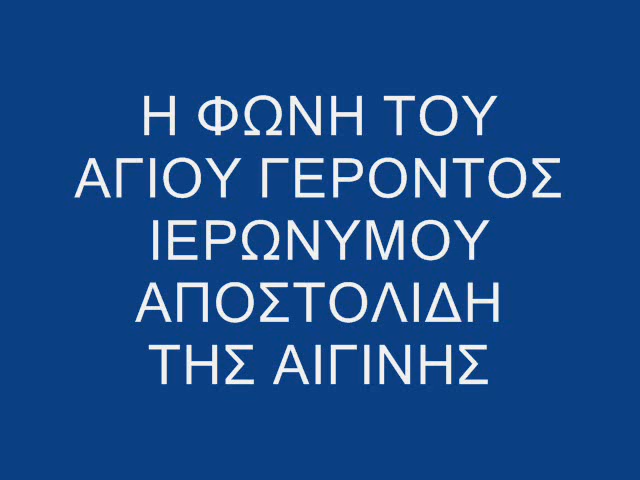 Η ΦΩΝΗ ΤΟΥ
ΑΓΙΟΥ ΓΕΡΟΝΤΟΣ
ΙΕΡΩΝΥΜΟΥ
ΑΠΟΣΤΟΛΙΔΗ
ΤΗΣ ΑΙΓΙΝΗΣ